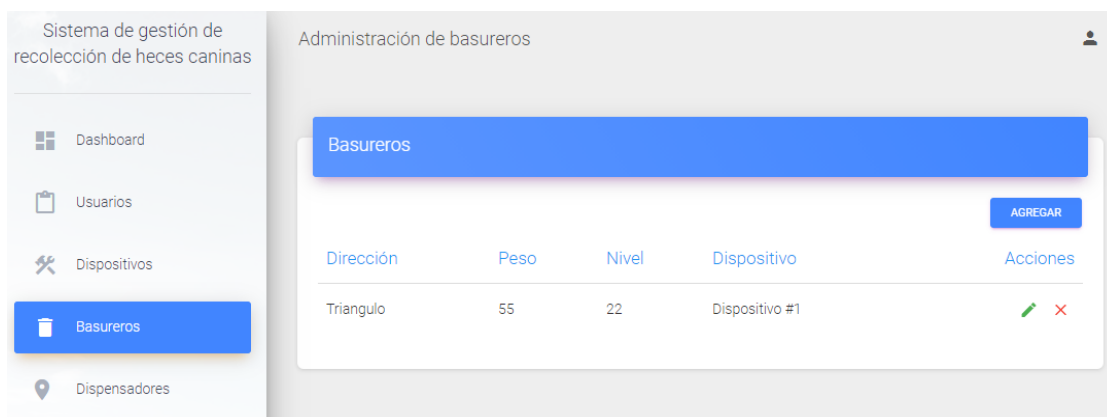 Sistema de gestión de
recolección de heces caninas
Dashboard
Usuarios
Dispositivos
Basureros
Dispensadores
Administración de basureros
Basureros
AGREGAR
Dirección Peso Nivel Dispositivo Acciones
Triangulo 55 22 Dispositivo #1